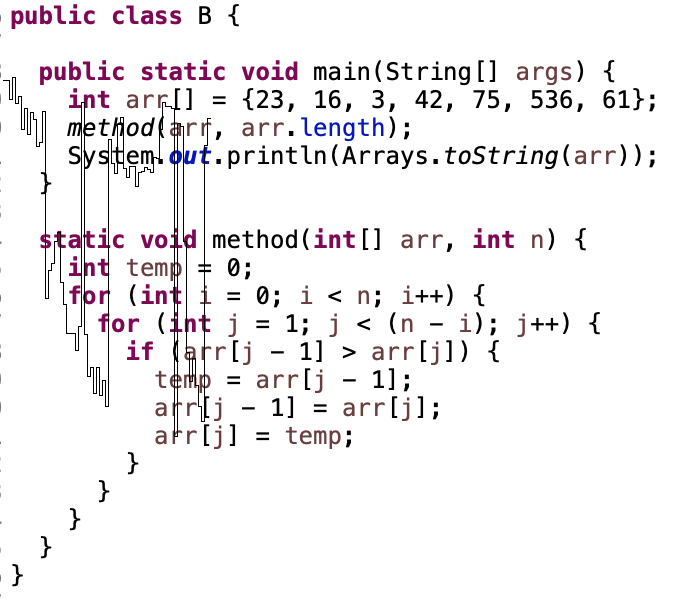 public class B {
public static void main(String[] args) {
int arr[] = {23, 16, 3, 42, 75, 536, 61};
method(arr, arr.length);
System.out.println(Arrays.toString(arr));
}
static void method(int[] arr, int n) {
int temp = 0;
for (int i = 0; i < n; i++) {
for (int j = 1; j < (n - i); j++) {
if (arr[j - 1] > arr[j]) {
temp = arr[j - 1];
arr[j - 1] = arr[j];
arr[j] = temp;
}
}
}
}
}